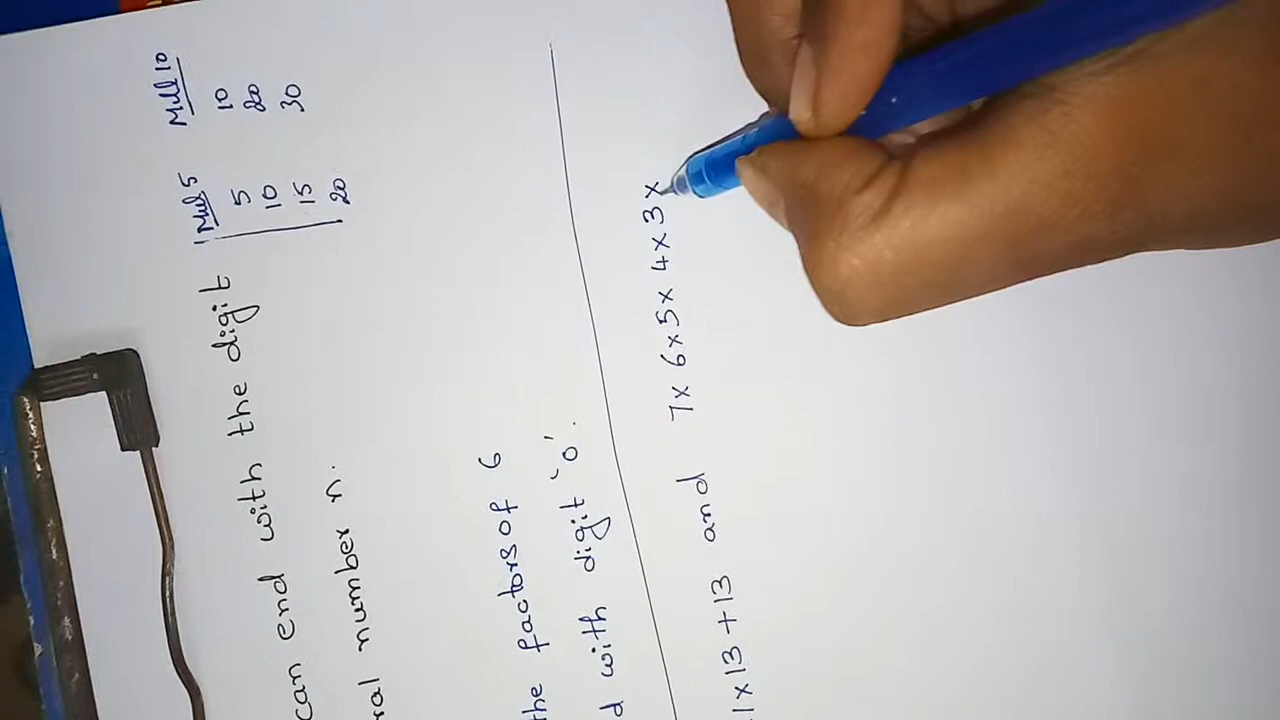 can end with the digit
ral number n.
Mul 5 Mul 10
5 10
10 20
15 30
20
the factors of 6
d with digit '0'.
1 x 13 + 13 and 7 x 6 x 5 x 4 x 3 x